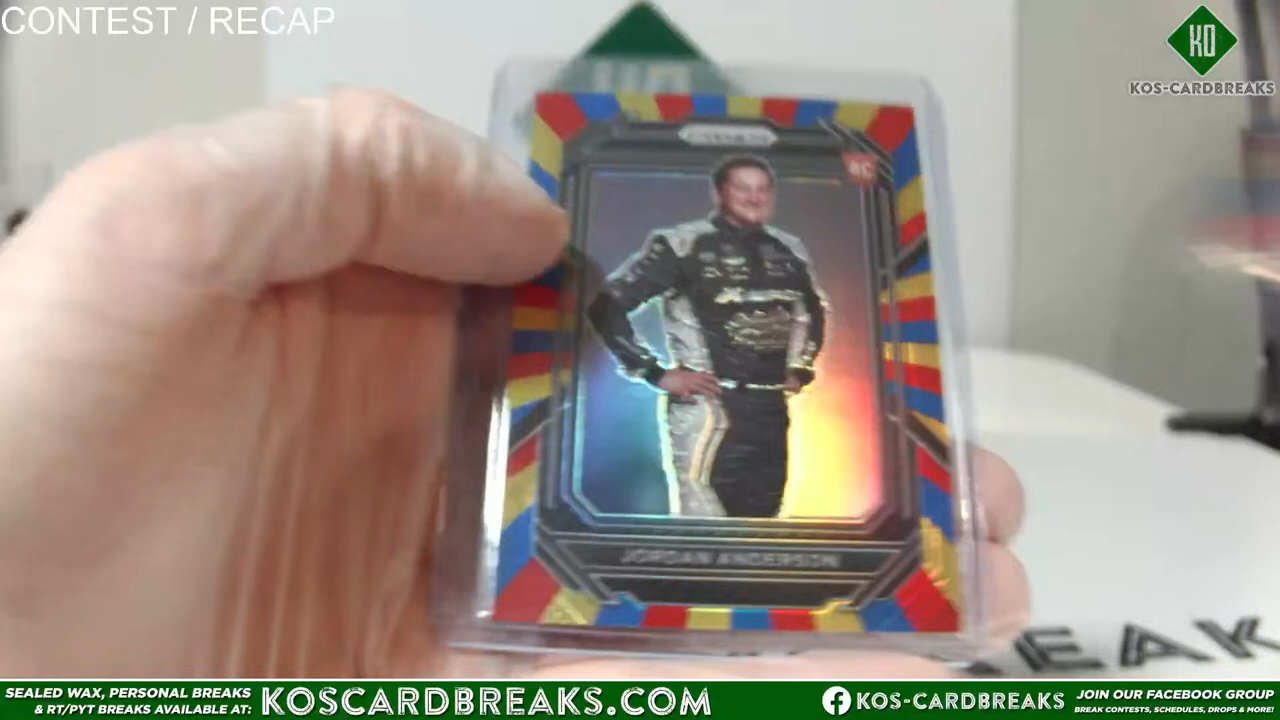 CONTEST / RECAP
KO
KOS-CARDBREAKS
PRIZM
RC
JORDAN ANDERSON
EAK
SEALED WAX, PERSONAL BREAKS
& RT/PYT BREAKS AVAILABLE AT:
KOSCARDBREAKS.COM
KOS-CARDBREAKS
JOIN OUR FACEBOOK GROUP
BREAK CONTESTS, SCHEDULES, DROPS & MORE!